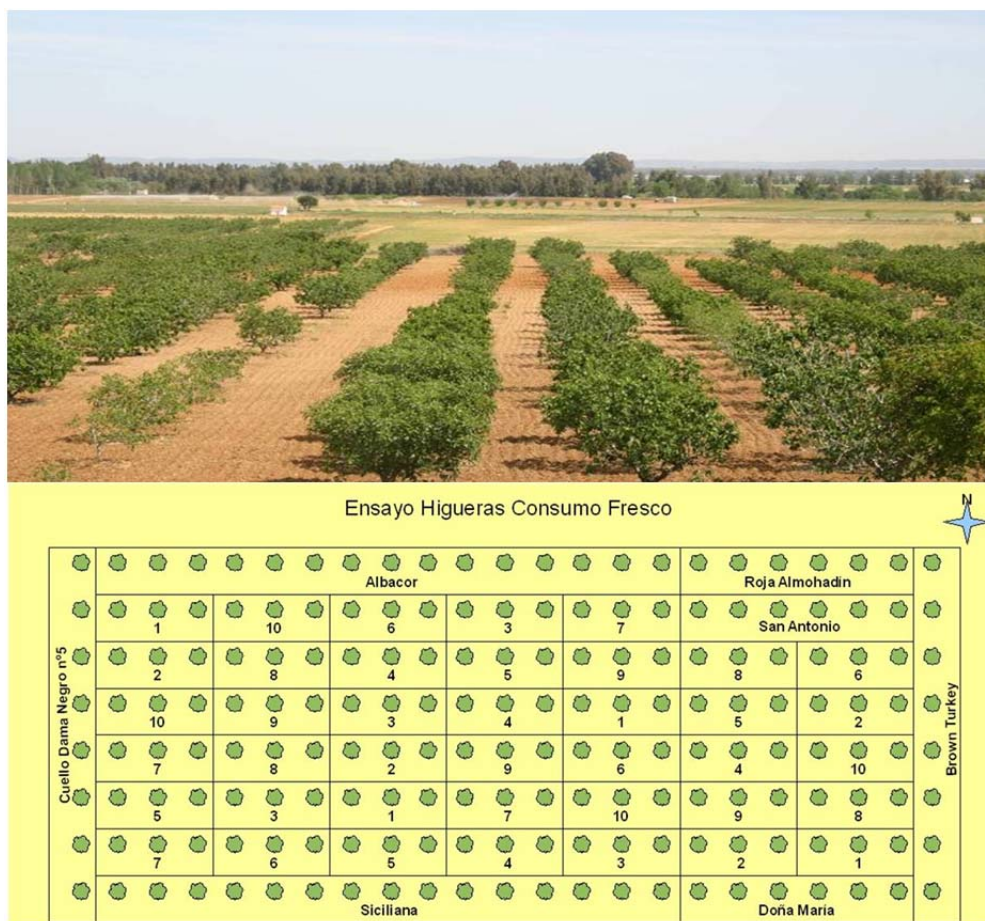 Ensayo Higueras Consumo Fresco
N
Albacor Roja Almohadin
1 10 6 3 7 San Antonio
Cuello Dama Negro nº5
2 8 4 5 9 8 6
10 9 3 4 1 5 2
7 8 2 9 6 4 10
Brown Turkey
5 3 1 7 10 9 8
7 6 5 4 3 2 1
Siciliana Doña María